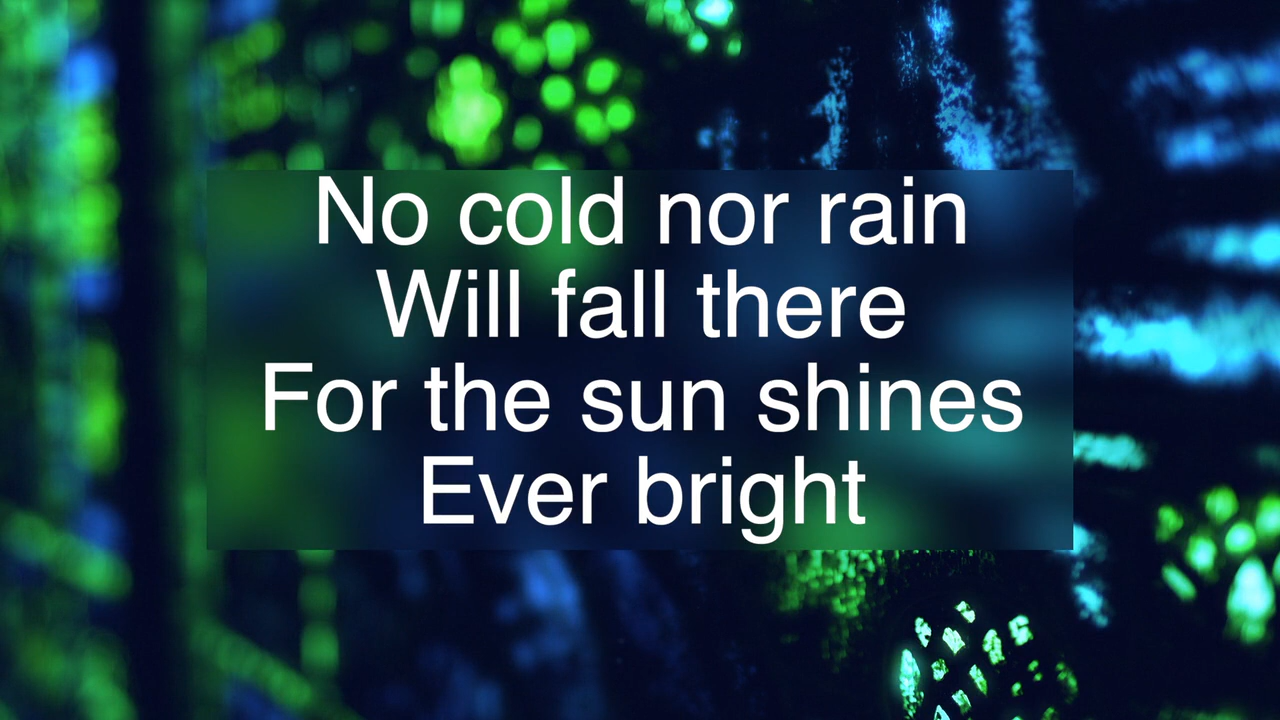 No cold nor rain
Will fall there
For the sun shines
Ever bright